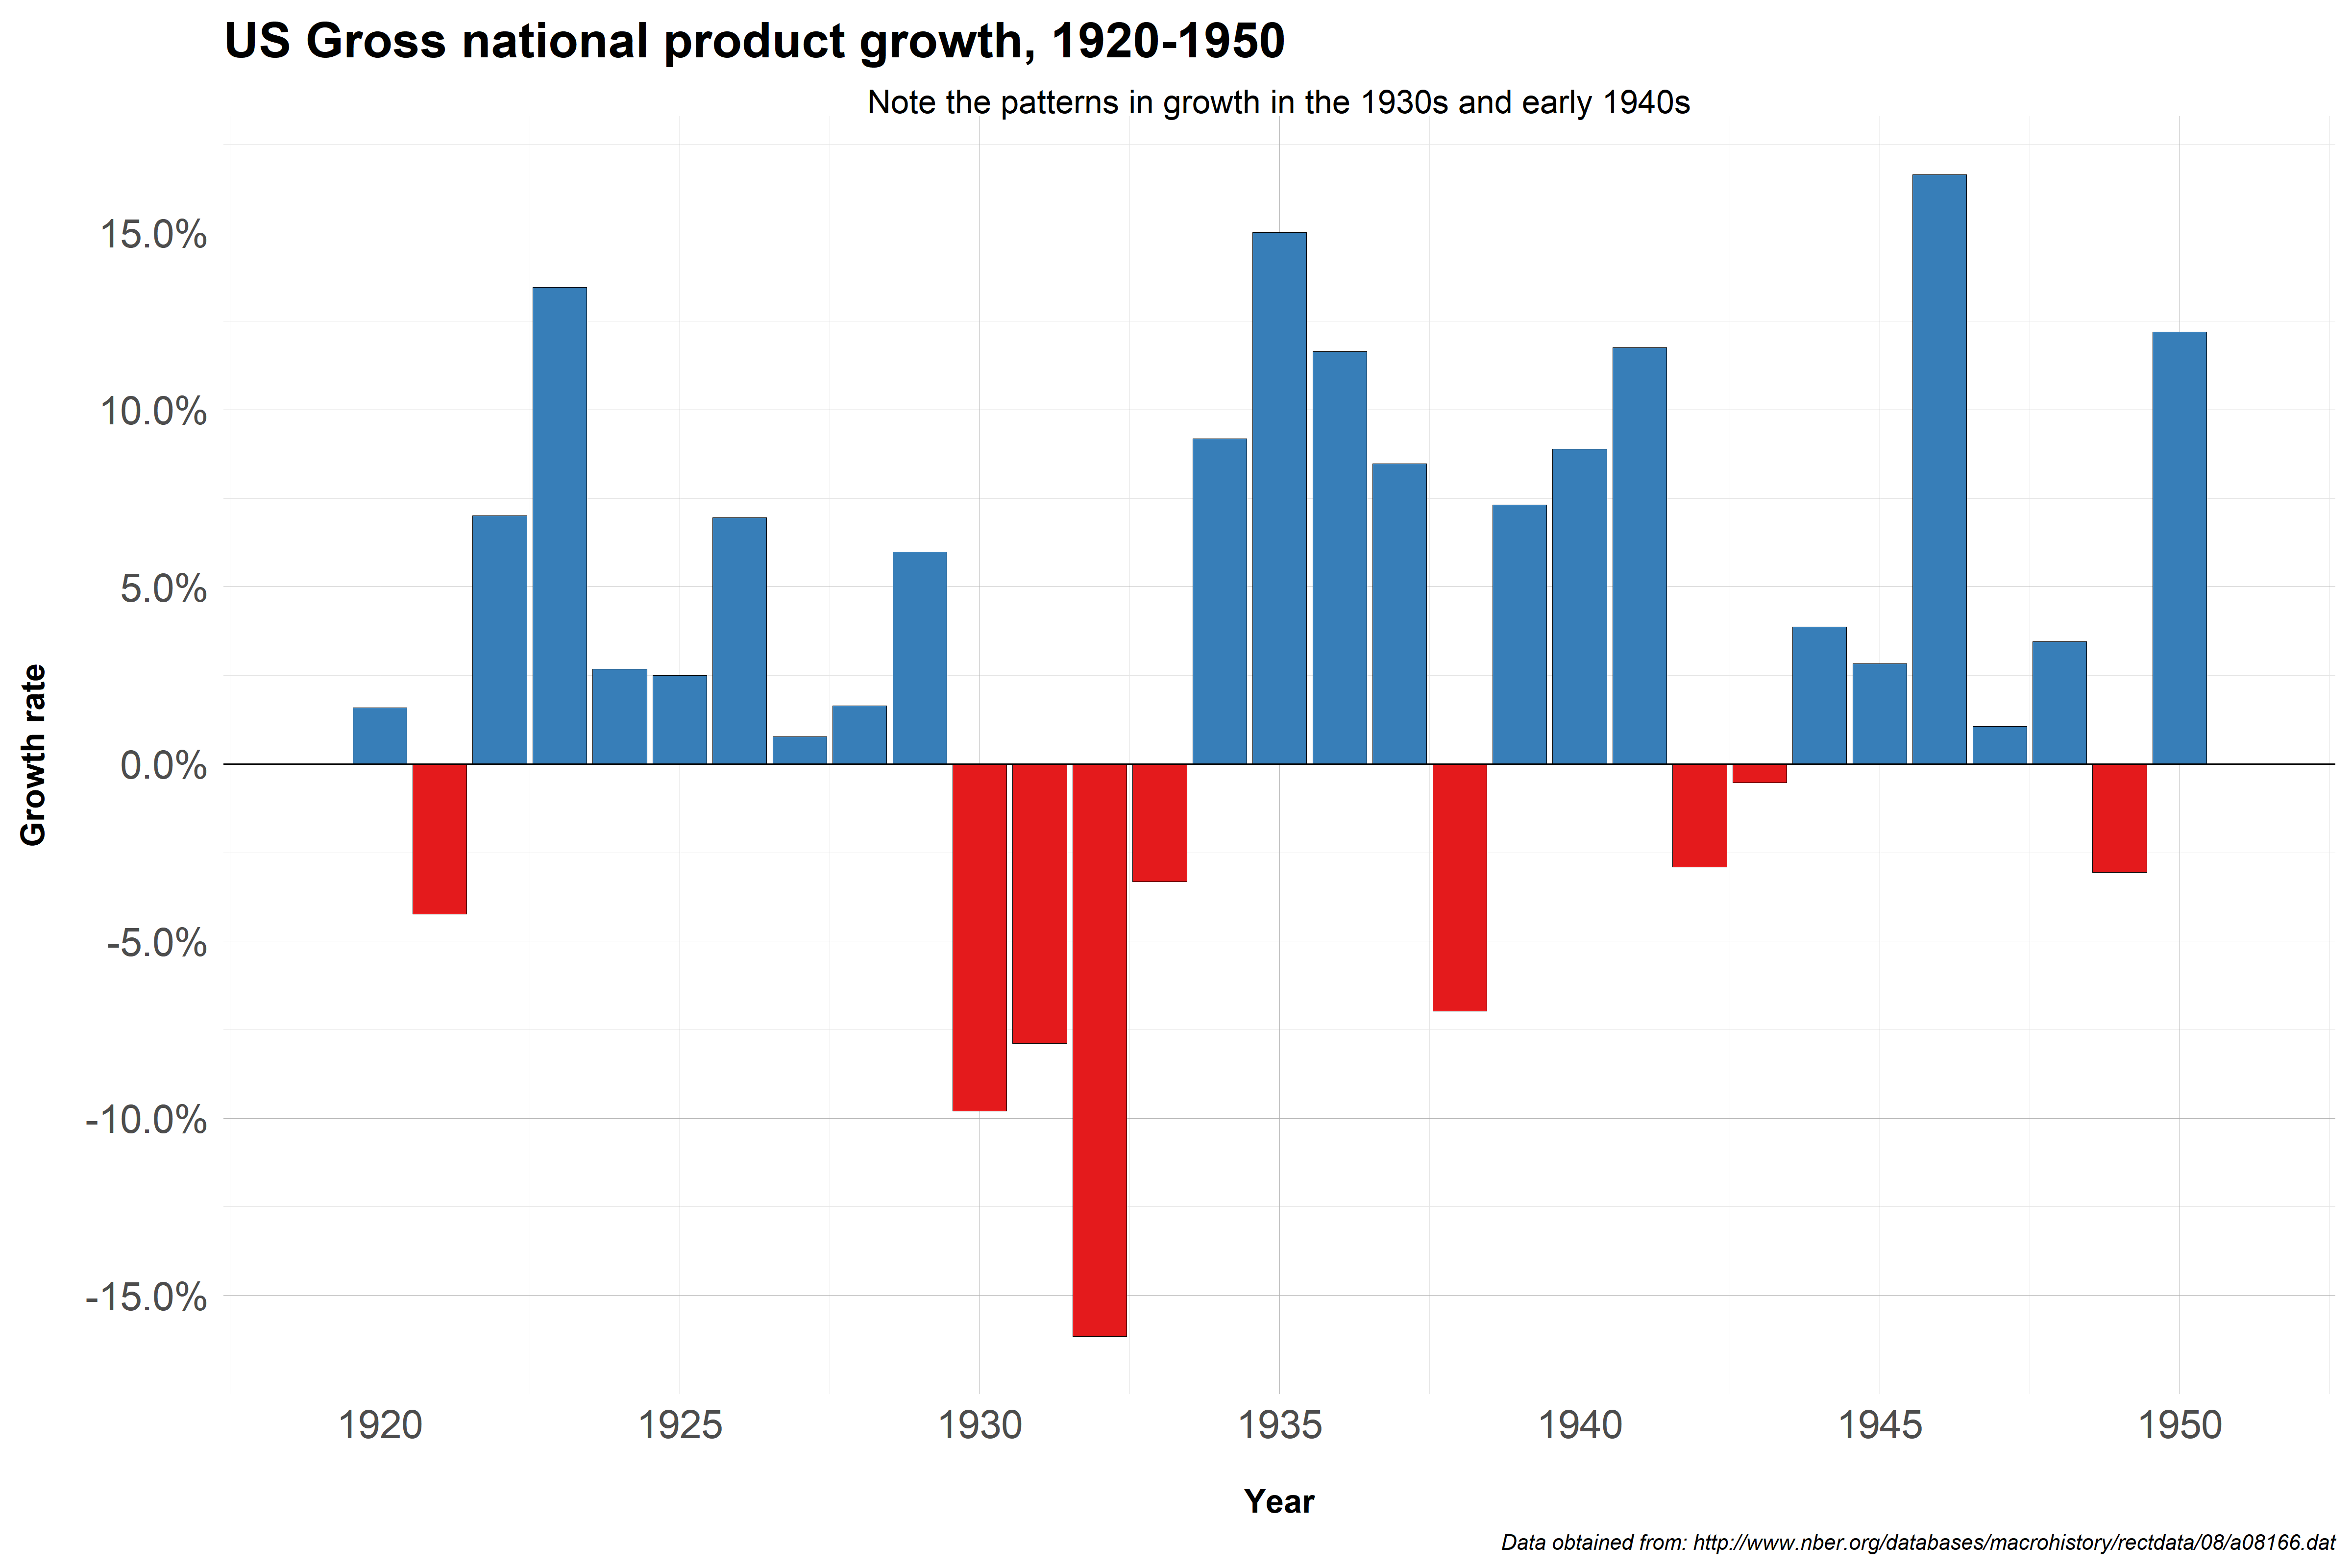 US Gross national product growth, 1920-1950
Note the patterns in growth in the 1930s and early 1940s
15.0%
10.0%
5.0%
0.0%
-5.0%
-10.0%
-15.0%
Growth rate
1920 1925 1930 1935 1940 1945 1950
Year
Data obtained from: http://www.nber.org/databases/macrohistory/rectdata/08/a08166.dat